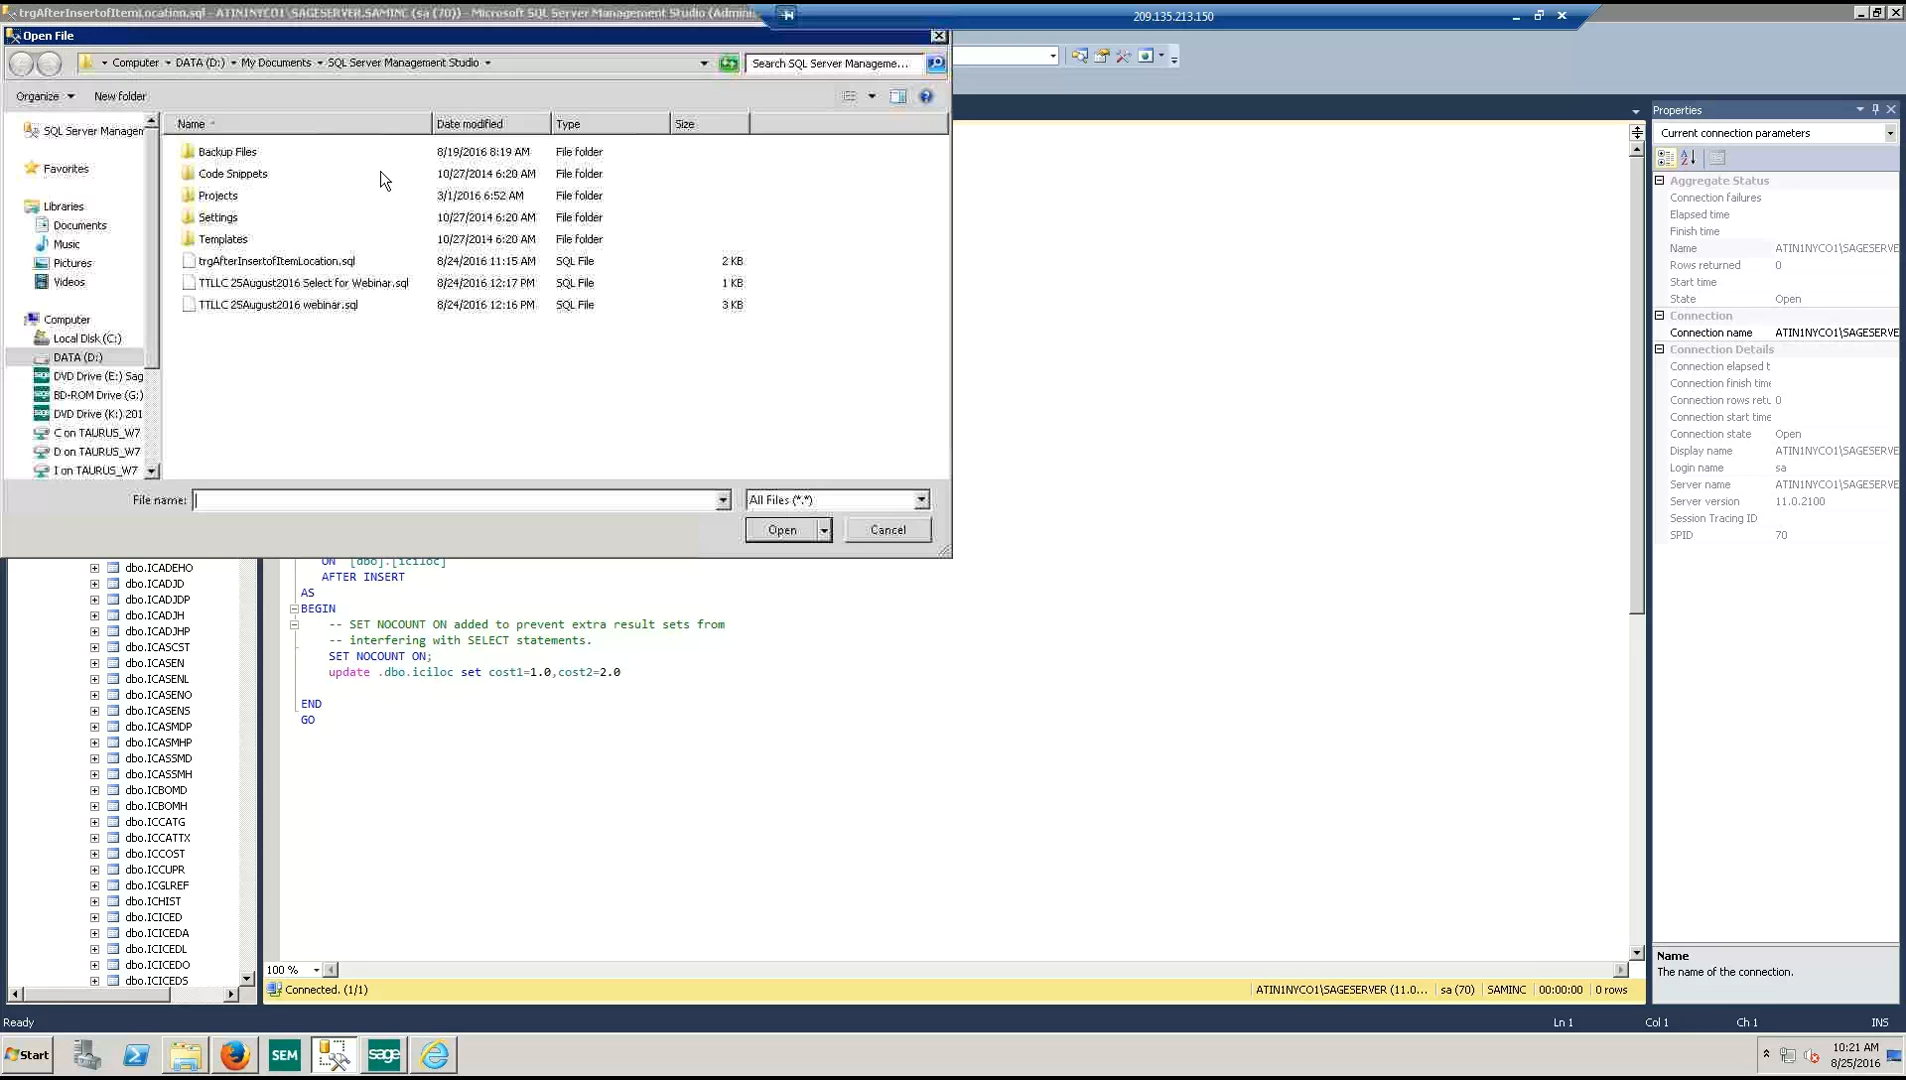 trgAfterInsertofItemLocation.sql - ATIN1NYCO1\SAGESERVER.SAMINC (sa (70)) - Microsoft SQL Server Management Studio (Admini
209.135.213.150
Open File
Computer DATA (D:) My Documents SQL Server Management Studio
Search SQL Server Manageme...
Organize New folder
Name Date modified Type Size
SQL Server Managem
Favorites
Libraries
Documents
Music
Pictures
Videos
Computer
Local Disk (C:)
DATA (D:)
DVD Drive (E:) Sag
BD-ROM Drive (G:)
DVD Drive (K:) 201
C on TAURUS_W7
D on TAURUS_W7
I on TAURUS_W7
Backup Files 8/19/2016 8:19 AM File folder
Code Snippets 10/27/2014 6:20 AM File folder
Projects 3/1/2016 6:52 AM File folder
Settings 10/27/2014 6:20 AM File folder
Templates 10/27/2014 6:20 AM File folder
trgAfterInsertofItemLocation.sql 8/24/2016 11:15 AM SQL File 2 KB
TTLLC 25August2016 Select for Webinar.sql 8/24/2016 12:17 PM SQL File 1 KB
TTLLC 25August2016 webinar.sql 8/24/2016 12:16 PM SQL File 3 KB
File name: All Files (*.*)
Open Cancel
dbo.ICADEHO
dbo.ICADJD
dbo.ICADJDP
dbo.ICADJH
dbo.ICADJHP
dbo.ICASCST
dbo.ICASEN
dbo.ICASENL
dbo.ICASENO
dbo.ICASENS
dbo.ICASMDP
dbo.ICASMHP
dbo.ICASSMD
dbo.ICASSMH
dbo.ICBOMD
dbo.ICBOMH
dbo.ICCATG
dbo.ICCATTX
dbo.ICCOST
dbo.ICCUPR
dbo.ICGLREF
dbo.ICHIST
dbo.ICICED
dbo.ICICEDA
dbo.ICICEDL
dbo.ICICEDO
dbo.ICICEDS
ON [dbo].[iciloc]
AFTER INSERT
AS
BEGIN
-- SET NOCOUNT ON added to prevent extra result sets from
-- interfering with SELECT statements.
SET NOCOUNT ON;
update .dbo.iciloc set cost1=1.0,cost2=2.0
END
GO
100 %
Connected. (1/1)
ATIN1NYCO1\SAGESERVER (11.0... sa (70) SAMINC 00:00:00 0 rows
Properties
Current connection parameters
Aggregate Status
Connection failures
Elapsed time
Finish time
Name ATIN1NYCO1\SAGESERVE
Rows returned 0
Start time
State Open
Connection
Connection name ATIN1NYCO1\SAGESERVE
Connection Details
Connection elapsed t
Connection finish time
Connection rows retu 0
Connection start time
Connection state Open
Display name ATIN1NYCO1\SAGESERVE
Login name sa
Server name ATIN1NYCO1\SAGESERVE
Server version 11.0.2100
Session Tracing ID
SPID 70
Name
The name of the connection.
Ready Ln 1 Col 1 Ch 1 INS
Start SEM sage
10:21 AM
8/25/2016